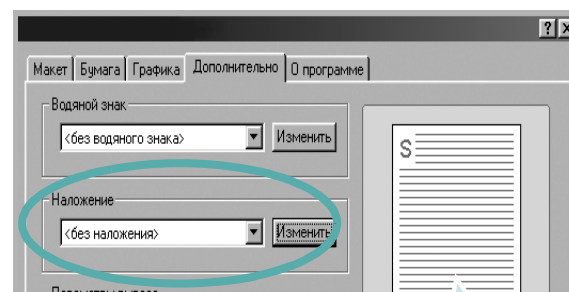 ? X
Макет Бумага Графика Дополнительно О программе
Водяной знак
<без водяного знака> Изменить
S
Наложение
<без наложения> Изменить